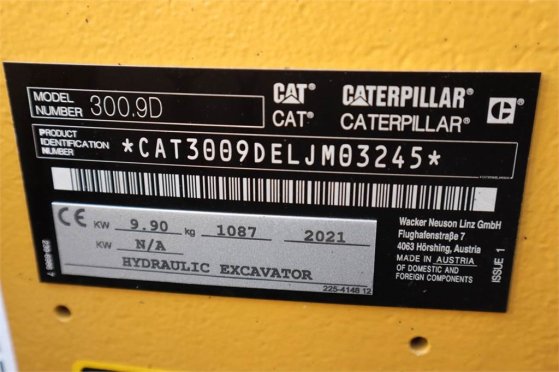 MODEL NUMBER 300.9D
CAT® CATERPILLAR®
CAT® CATERPILLAR® C
PRODUCT IDENTIFICATION NUMBER *CAT3009DELJM03245*
CE KW 9.90 kg 1087 2021
KW N/A
HYDRAULIC EXCAVATOR
225-4148 12
Wacker Neuson Linz GmbH
Flughafenstraße 7
4063 Hörshing, Austria
MADE IN AUSTRIA
OF DOMESTIC AND
FOREIGN COMPONENTS
ISSUE 1